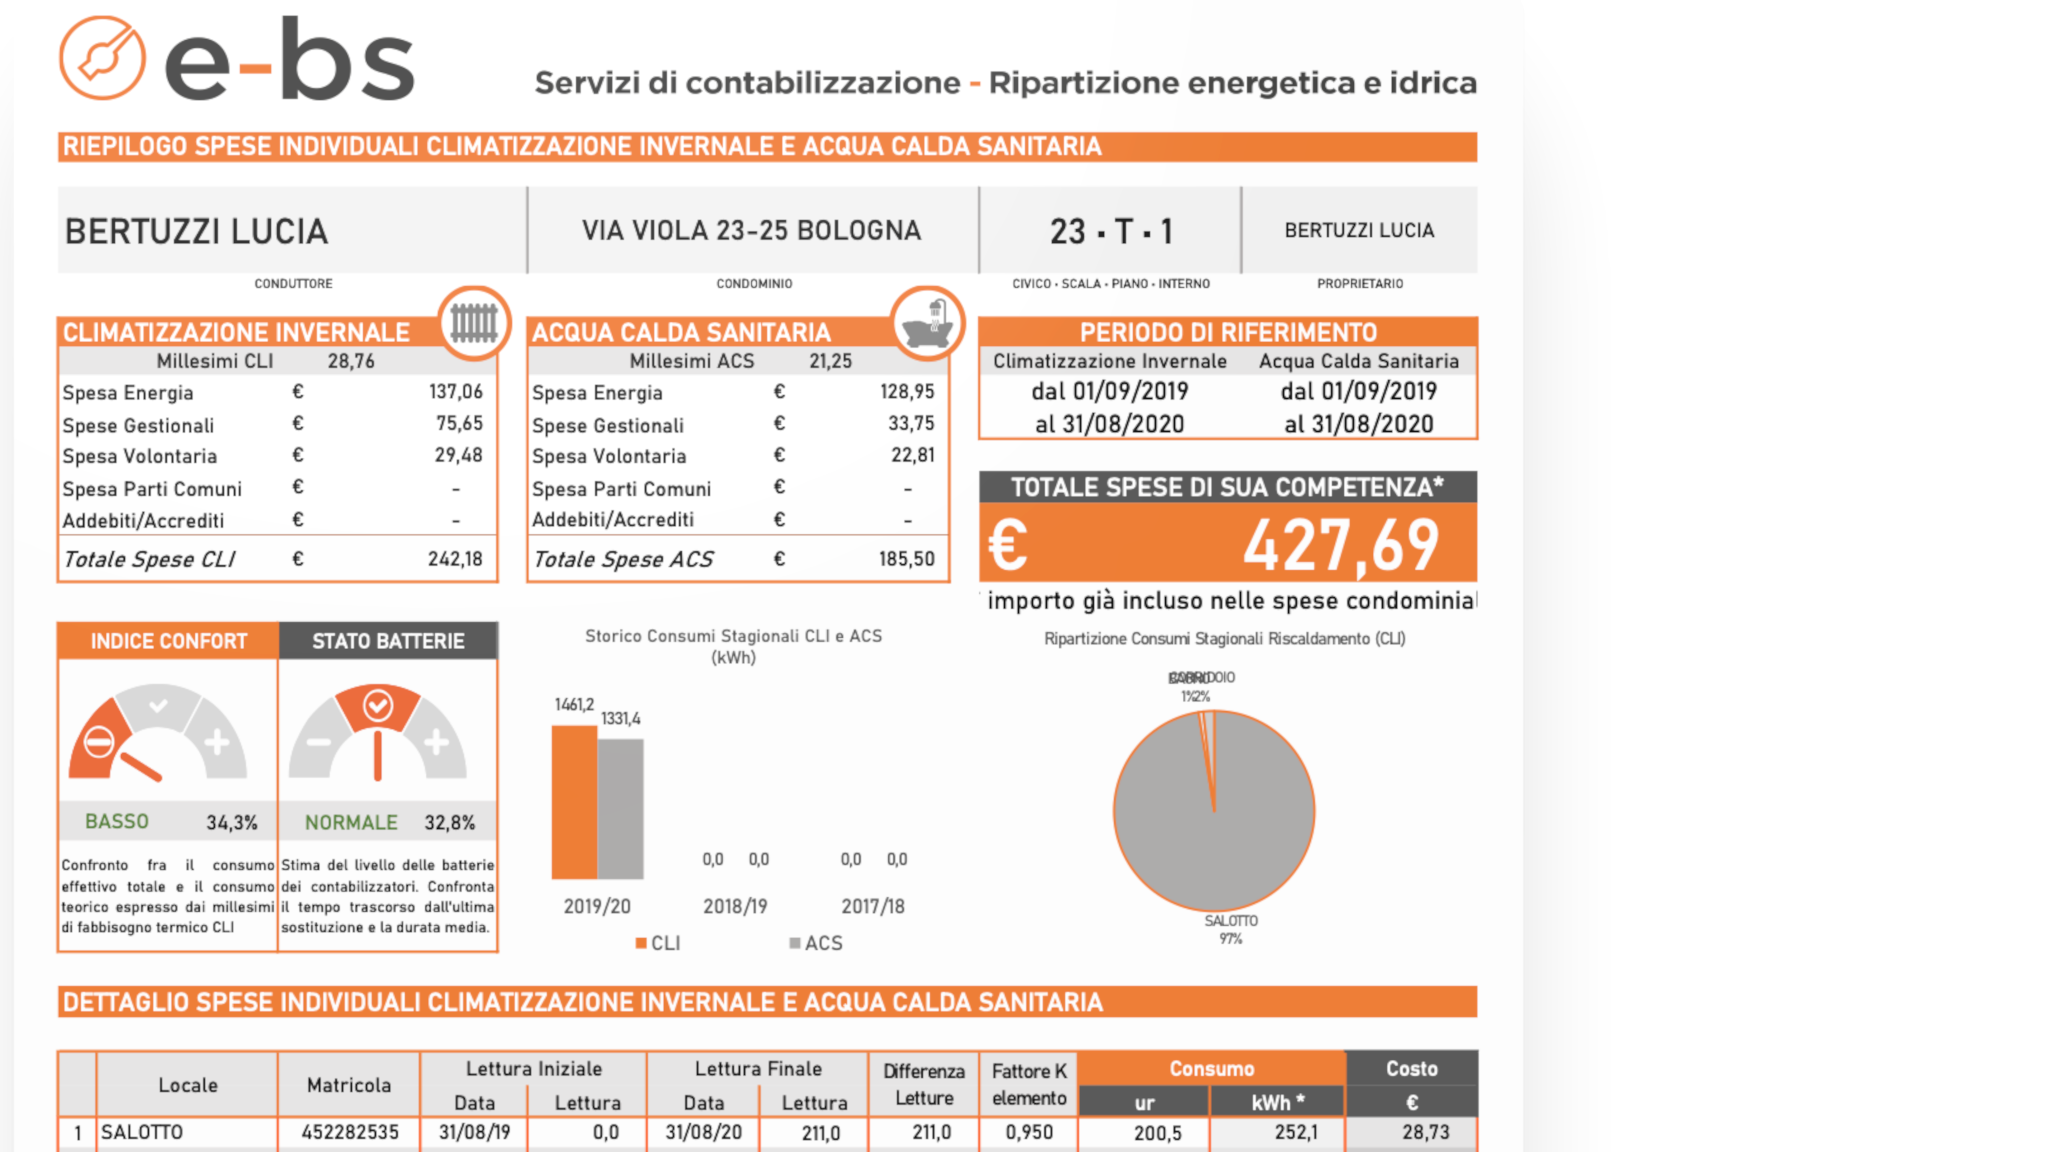 e-bs
Servizi di contabilizzazione - Ripartizione energetica e idrica
RIEPILOGO SPESE INDIVIDUALI CLIMATIZZAZIONE INVERNALE E ACQUA CALDA SANITARIA
BERTUZZI LUCIA VIA VIOLA 23-25 BOLOGNA 23 · T · 1 BERTUZZI LUCIA
CONDUTTORE CONDOMINIO CIVICO · SCALA · PIANO · INTERNO PROPRIETARIO
CLIMATIZZAZIONE INVERNALE
Millesimi CLI 28,76
Spesa Energia € 137,06
Spese Gestionali € 75,65
Spesa Volontaria € 29,48
Spesa Parti Comuni € -
Addebiti/Accrediti € -
Totale Spese CLI € 242,18
ACQUA CALDA SANITARIA
Millesimi ACS 21,25
Spesa Energia € 128,95
Spese Gestionali € 33,75
Spesa Volontaria € 22,81
Spesa Parti Comuni € -
Addebiti/Accrediti € -
Totale Spese ACS € 185,50
PERIODO DI RIFERIMENTO
Climatizzazione Invernale Acqua Calda Sanitaria
dal 01/09/2019 dal 01/09/2019
al 31/08/2020 al 31/08/2020
TOTALE SPESE DI SUA COMPETENZA*
€ 427,69
importo già incluso nelle spese condominial
INDICE CONFORT STATO BATTERIE
BASSO 34,3% NORMALE 32,8%
Confronto fra il consumo
effettivo totale e il consumo
teorico espresso dai millesimi
di fabbisogno termico CLI
Stima del livello delle batterie
dei contabilizzatori. Confronta
il tempo trascorso dall'ultima
sostituzione e la durata media.
Storico Consumi Stagionali CLI e ACS
(kWh)
1461,2
1331,4
0,0 0,0 0,0 0,0
2019/20 2018/19 2017/18
CLI ACS
Ripartizione Consumi Stagionali Riscaldamento (CLI)
CORRIDOIO
1% 2%
SALOTTO
97%
DETTAGLIO SPESE INDIVIDUALI CLIMATIZZAZIONE INVERNALE E ACQUA CALDA SANITARIA
Locale Matricola Lettura Iniziale Lettura Finale Differenza Letture Fattore K elemento Consumo Costo
Data Lettura Data Lettura ur kWh * €
1 SALOTTO 452282535 31/08/19 0,0 31/08/20 211,0 211,0 0,950 200,5 252,1 28,73